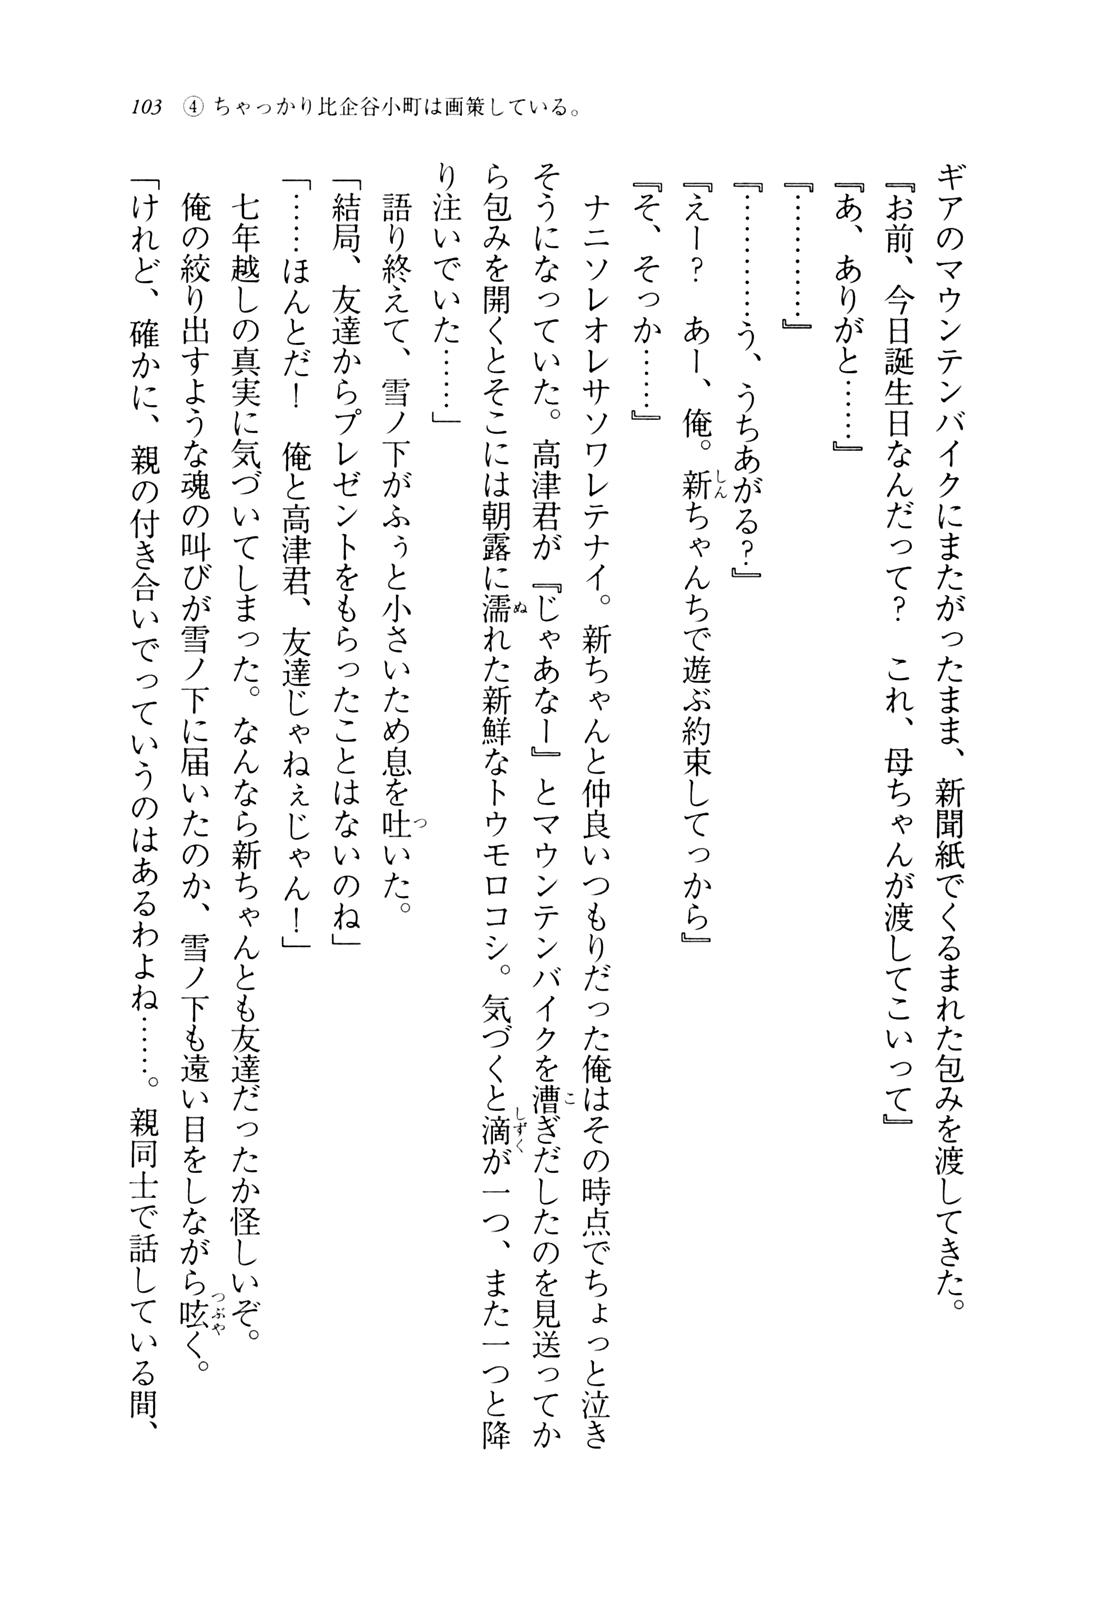 103　④ ちゃっかり比企谷小町は画策している。
ギアのマウンテンバイクにまたがったまま、新聞紙でくるまれた包みを渡してきた。
『お前、今日誕生日なんだって？　これ、母ちゃんが渡してこいって』
『あ、ありがと……』
『…………』
『…………う、うちあがる？』
『えー？　あー、俺。新ちゃんちで遊ぶ約束してっから』
『そ、そっか……』
ナニソレオレサソワレテナイ。新ちゃんと仲良いつもりだった俺はその時点でちょっと泣き
そうになっていた。高津君が『じゃあなー』とマウンテンバイクを漕ぎだしたのを見送ってか
ら包みを開くとそこには朝露に濡れた新鮮なトウモロコシ。気づくと滴が一つ、また一つと降
り注いでいた……」
語り終えて、雪ノ下がふぅと小さいため息を吐いた。
「結局、友達からプレゼントをもらったことはないのね」
「……ほんとだ！　俺と高津君、友達じゃねぇじゃん！」
七年越しの真実に気づいてしまった。なんなら新ちゃんとも友達だったか怪しいぞ。
俺の絞り出すような魂の叫びが雪ノ下に届いたのか、雪ノ下も遠い目をしながら呟く。
「けれど、確かに、親の付き合いでっていうのはあるわよね……。親同士で話している間、